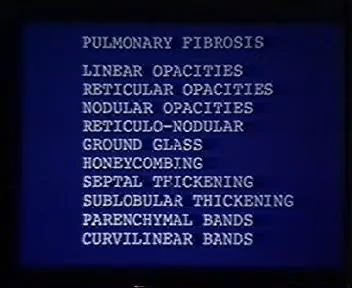 PULMONARY FIBROSIS
LINEAR OPACITIES
RETICULAR OPACITIES
NODULAR OPACITIES
RETICULO-NODULAR
GROUND GLASS
HONEYCOMBING
SEPTAL THICKENING
SUBLOBULAR THICKENING
PARENCHYMAL BANDS
CURVILINEAR BANDS